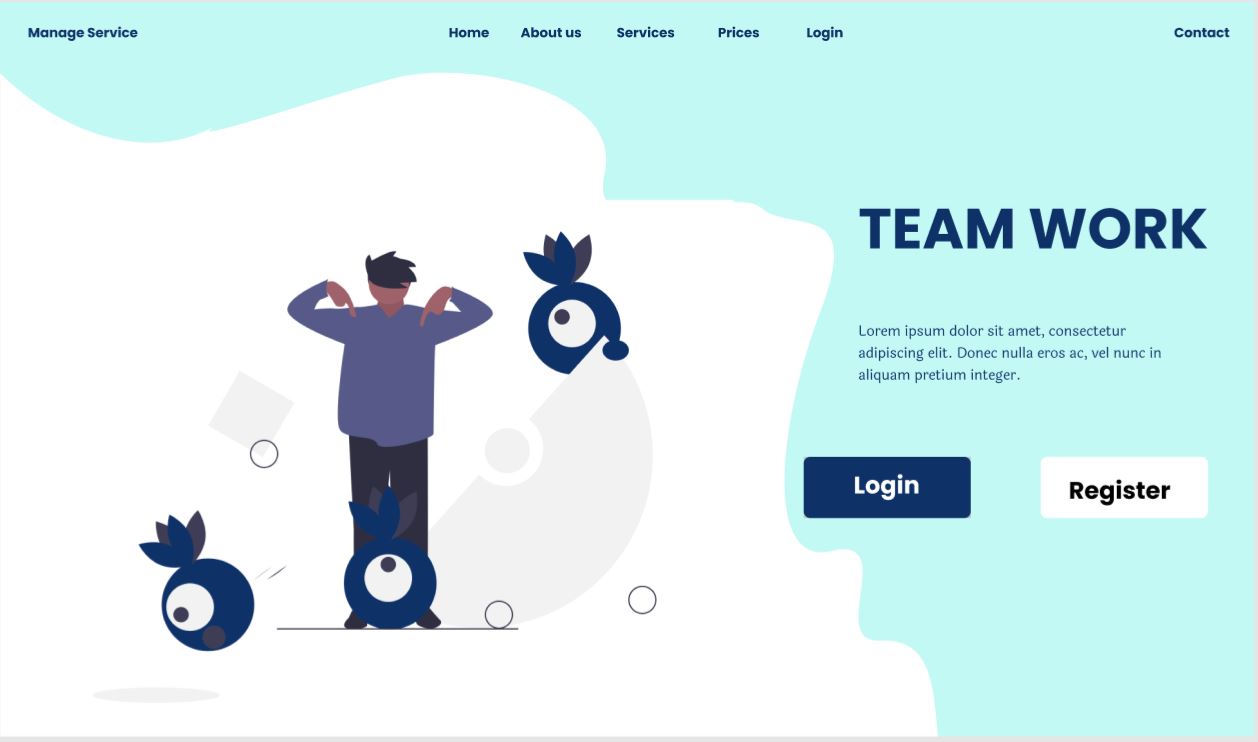 Manage Service
Home
About us
Services
Prices
Login
Contact
TEAM WORK
Lorem ipsum dolor sit amet, consectetur
adipiscing elit. Donec nulla eros ac, vel nunc in
aliquam pretium integer.
Login
Register